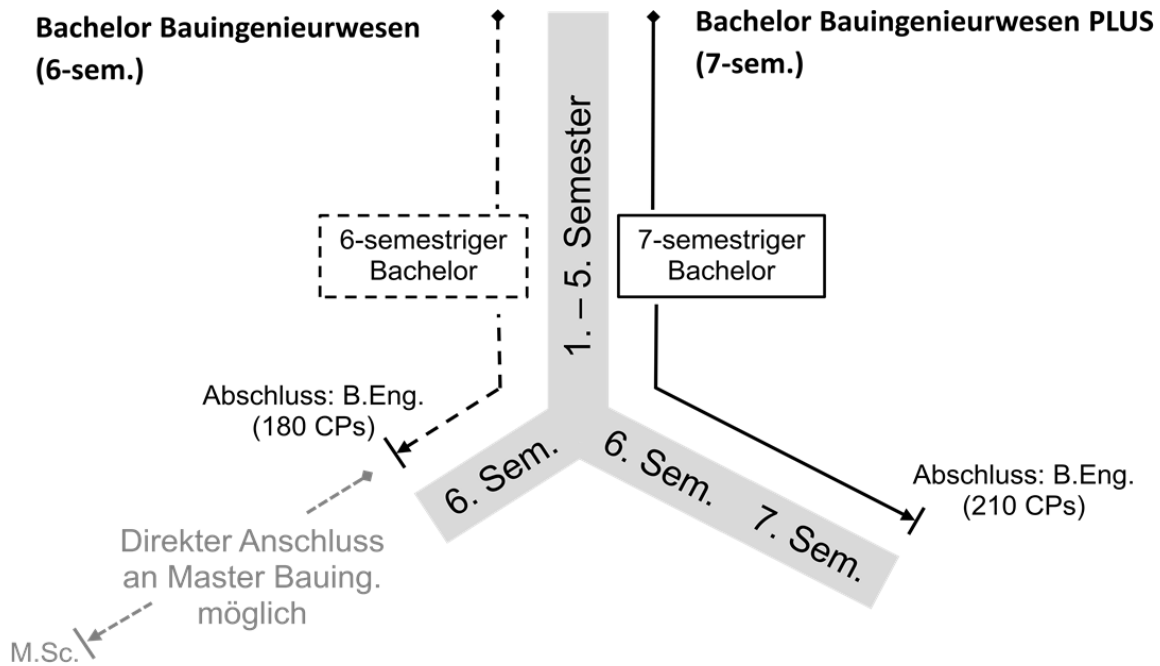 Bachelor Bauingenieurwesen
(6-sem.)
Bachelor Bauingenieurwesen PLUS
(7-sem.)
1. – 5. Semester
6-semestriger
Bachelor
7-semestriger
Bachelor
Abschluss: B.Eng.
(180 CPs)
6. Sem.
6. Sem.
7. Sem.
Abschluss: B.Eng.
(210 CPs)
Direkter Anschluss
an Master Bauing.
möglich
M.Sc.